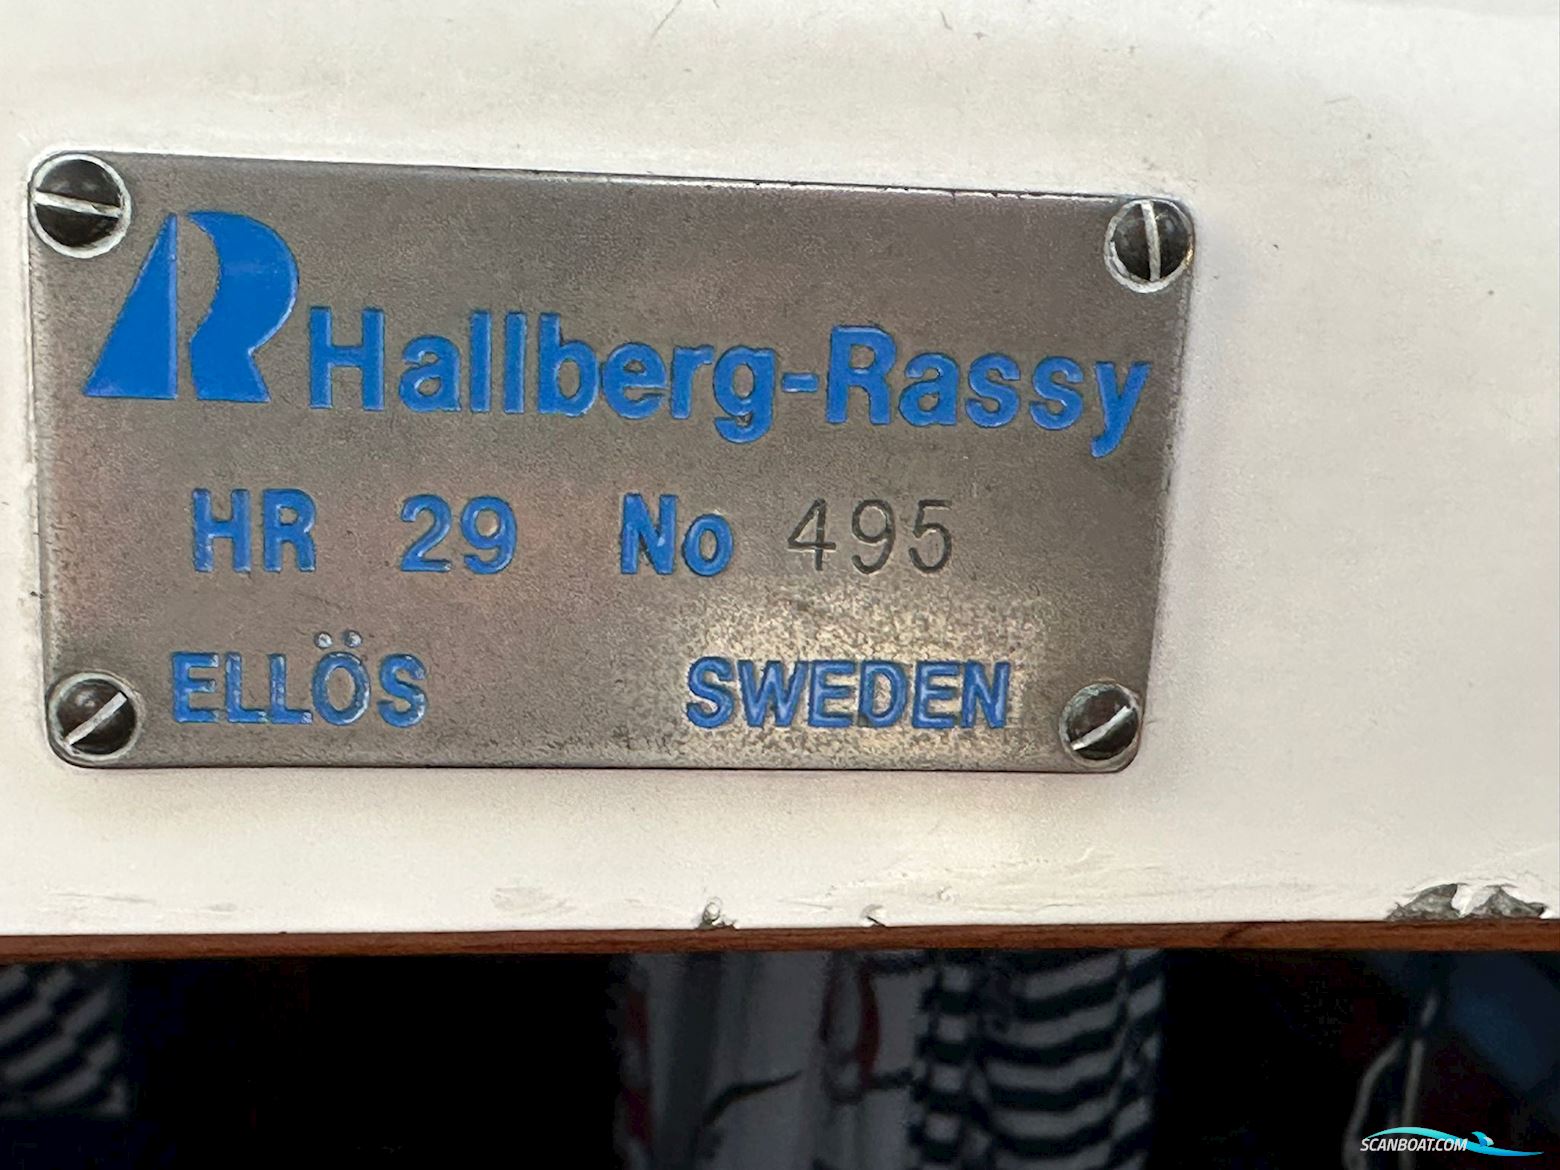 Hallberg-Rassy
HR 29 No 495
ELLÖS SWEDEN
SCANBOAT.COM